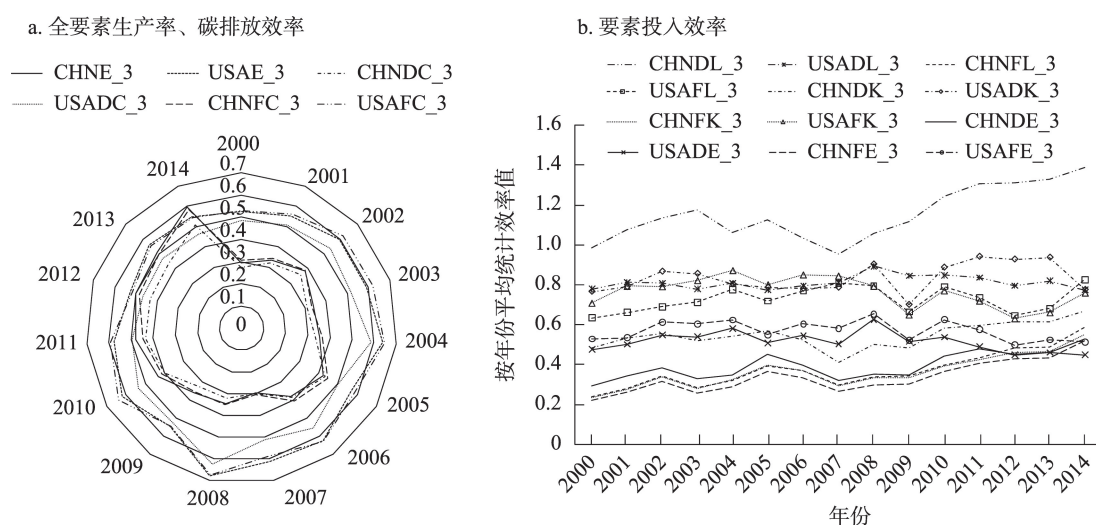 a. 全要素生产率、碳排放效率
CHNE_3 USAE_3 CHNDC_3
USADC_3 CHNFC_3 USAFC_3
2000
2001
2002
2003
2004
2005
2006
2007
2008
2009
2010
2011
2012
2013
2014
0.7
0.6
0.5
0.4
0.3
0.2
0.1
0
b. 要素投入效率
CHNDL_3 USADL_3 CHNFL_3
USAFL_3 CHNDK_3 USADK_3
CHNFK_3 USAFK_3 CHNDE_3
USADE_3 CHNFE_3 USAFE_3
按年份平均统计效率值
1.6
1.4
1.2
1.0
0.8
0.6
0.4
0.2
0
2000 2001 2002 2003 2004 2005 2006 2007 2008 2009 2010 2011 2012 2013 2014
年份